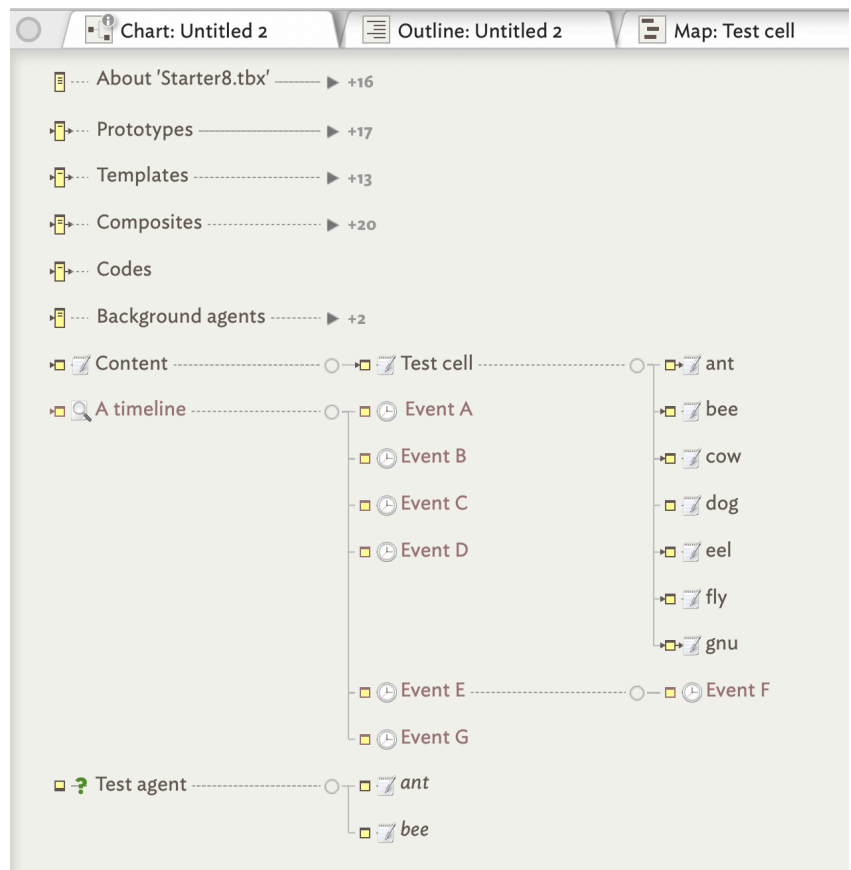 Chart: Untitled 2 Outline: Untitled 2 Map: Test cell
About 'Starter8.tbx' +16
Prototypes +17
Templates +13
Composites +20
Codes
Background agents +2
Content Test cell ant
A timeline Event A bee
Event B cow
Event C dog
Event D eel
fly
gnu
Event E Event F
Event G
Test agent ant
bee